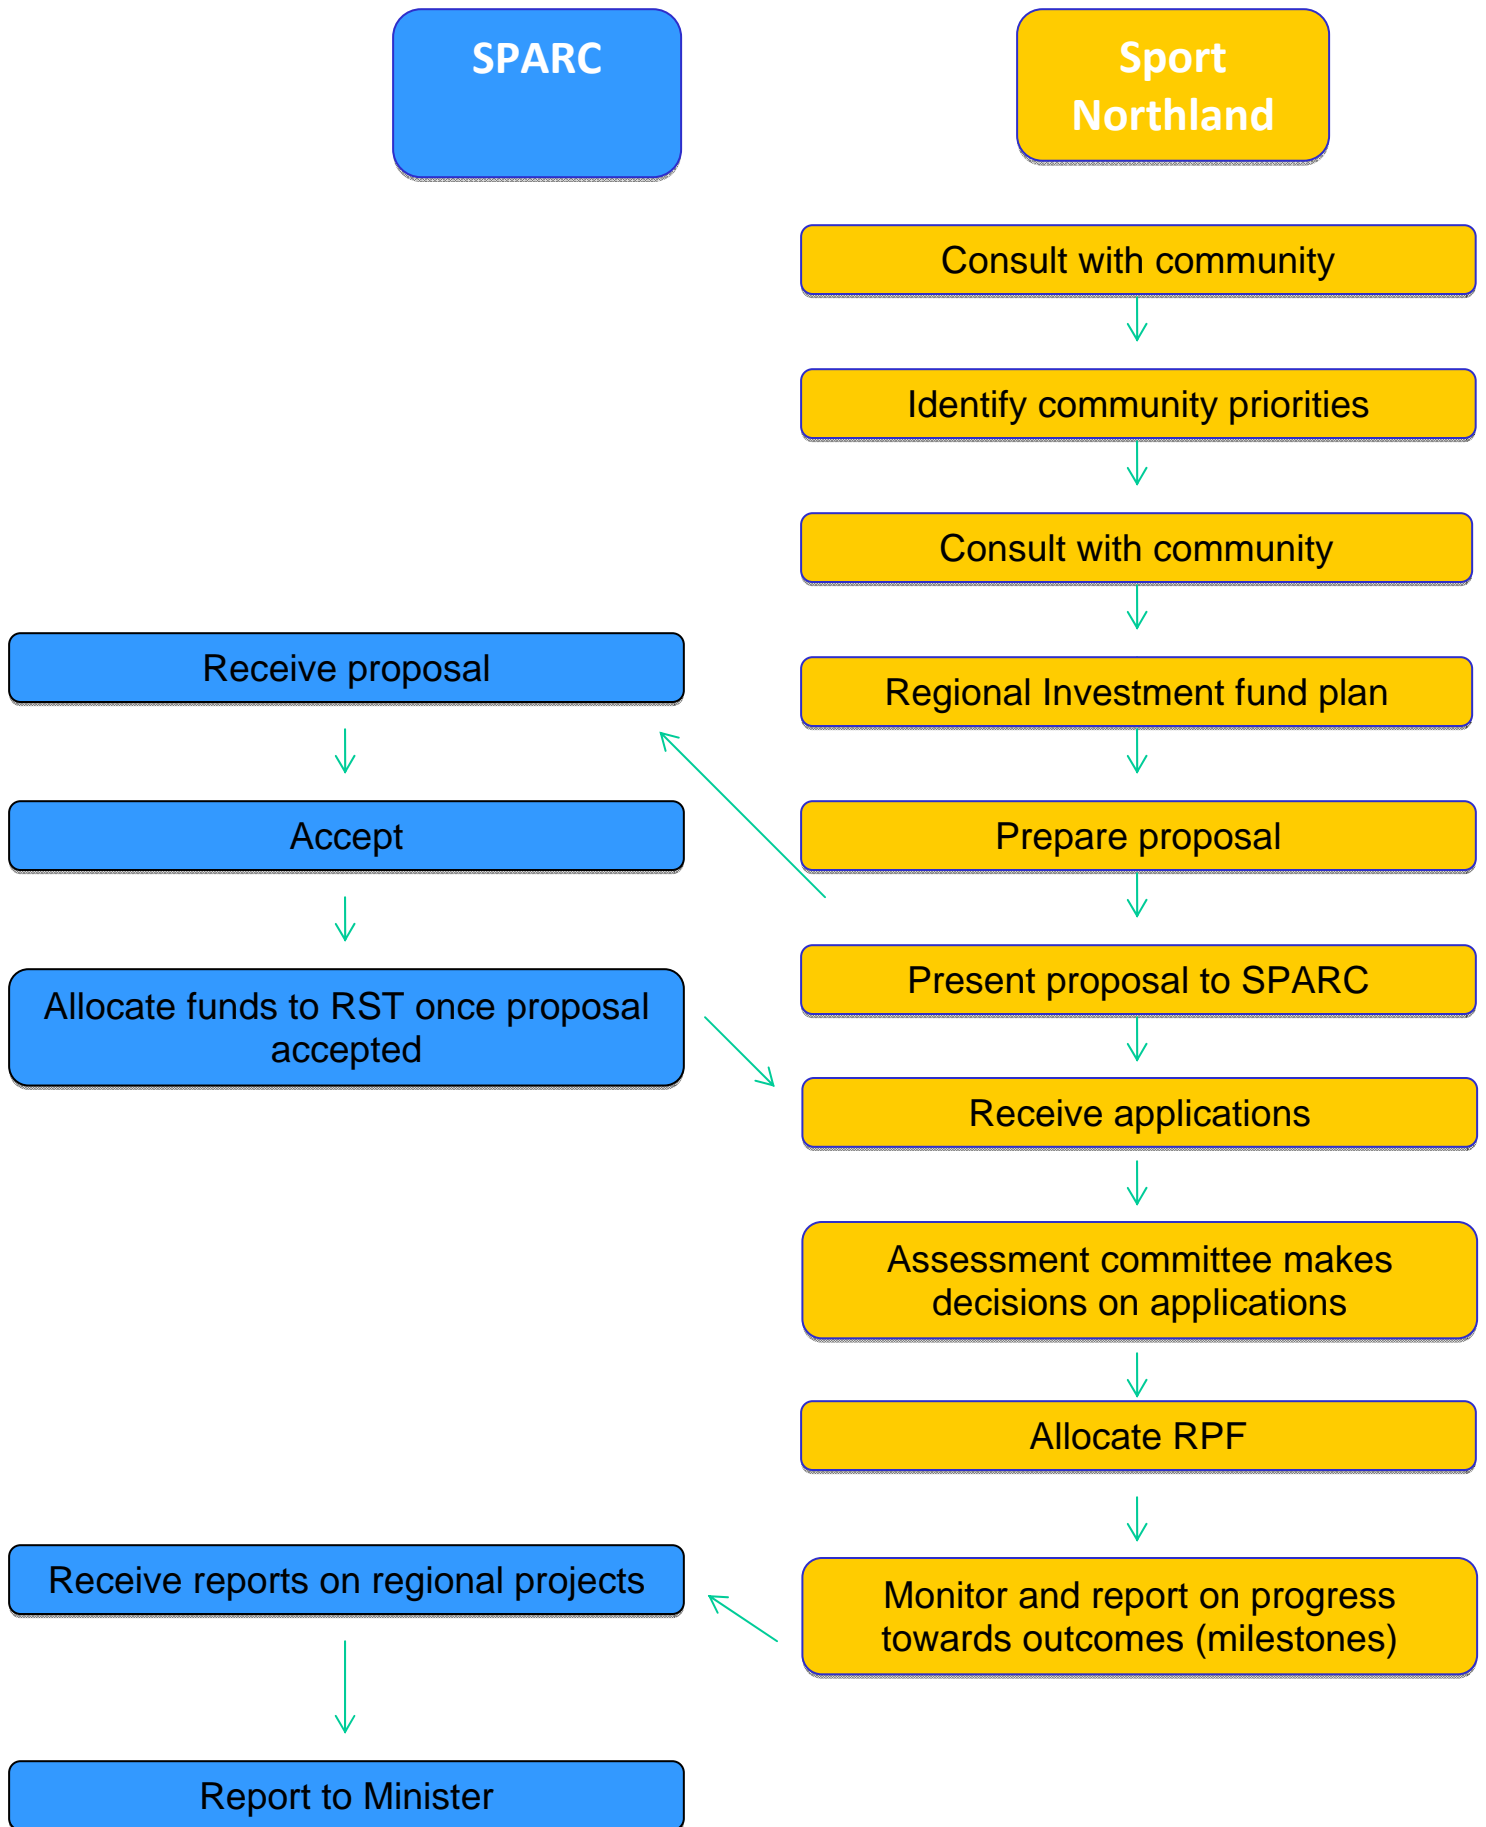 SPARC
Sport
Northland
Consult with community
Identify community priorities
Consult with community
Receive proposal
Regional Investment fund plan
Accept
Prepare proposal
Allocate funds to RST once proposal
accepted
Present proposal to SPARC
Receive applications
Assessment committee makes
decisions on applications
Allocate RPF
Receive reports on regional projects
Monitor and report on progress
towards outcomes (milestones)
Report to Minister